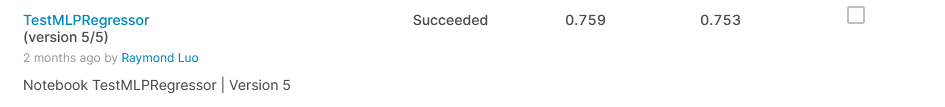 TestMLPRegressor Succeeded 0.759 0.753
(version 5/5)
2 months ago by Raymond Luo
Notebook TestMLPRegressor | Version 5